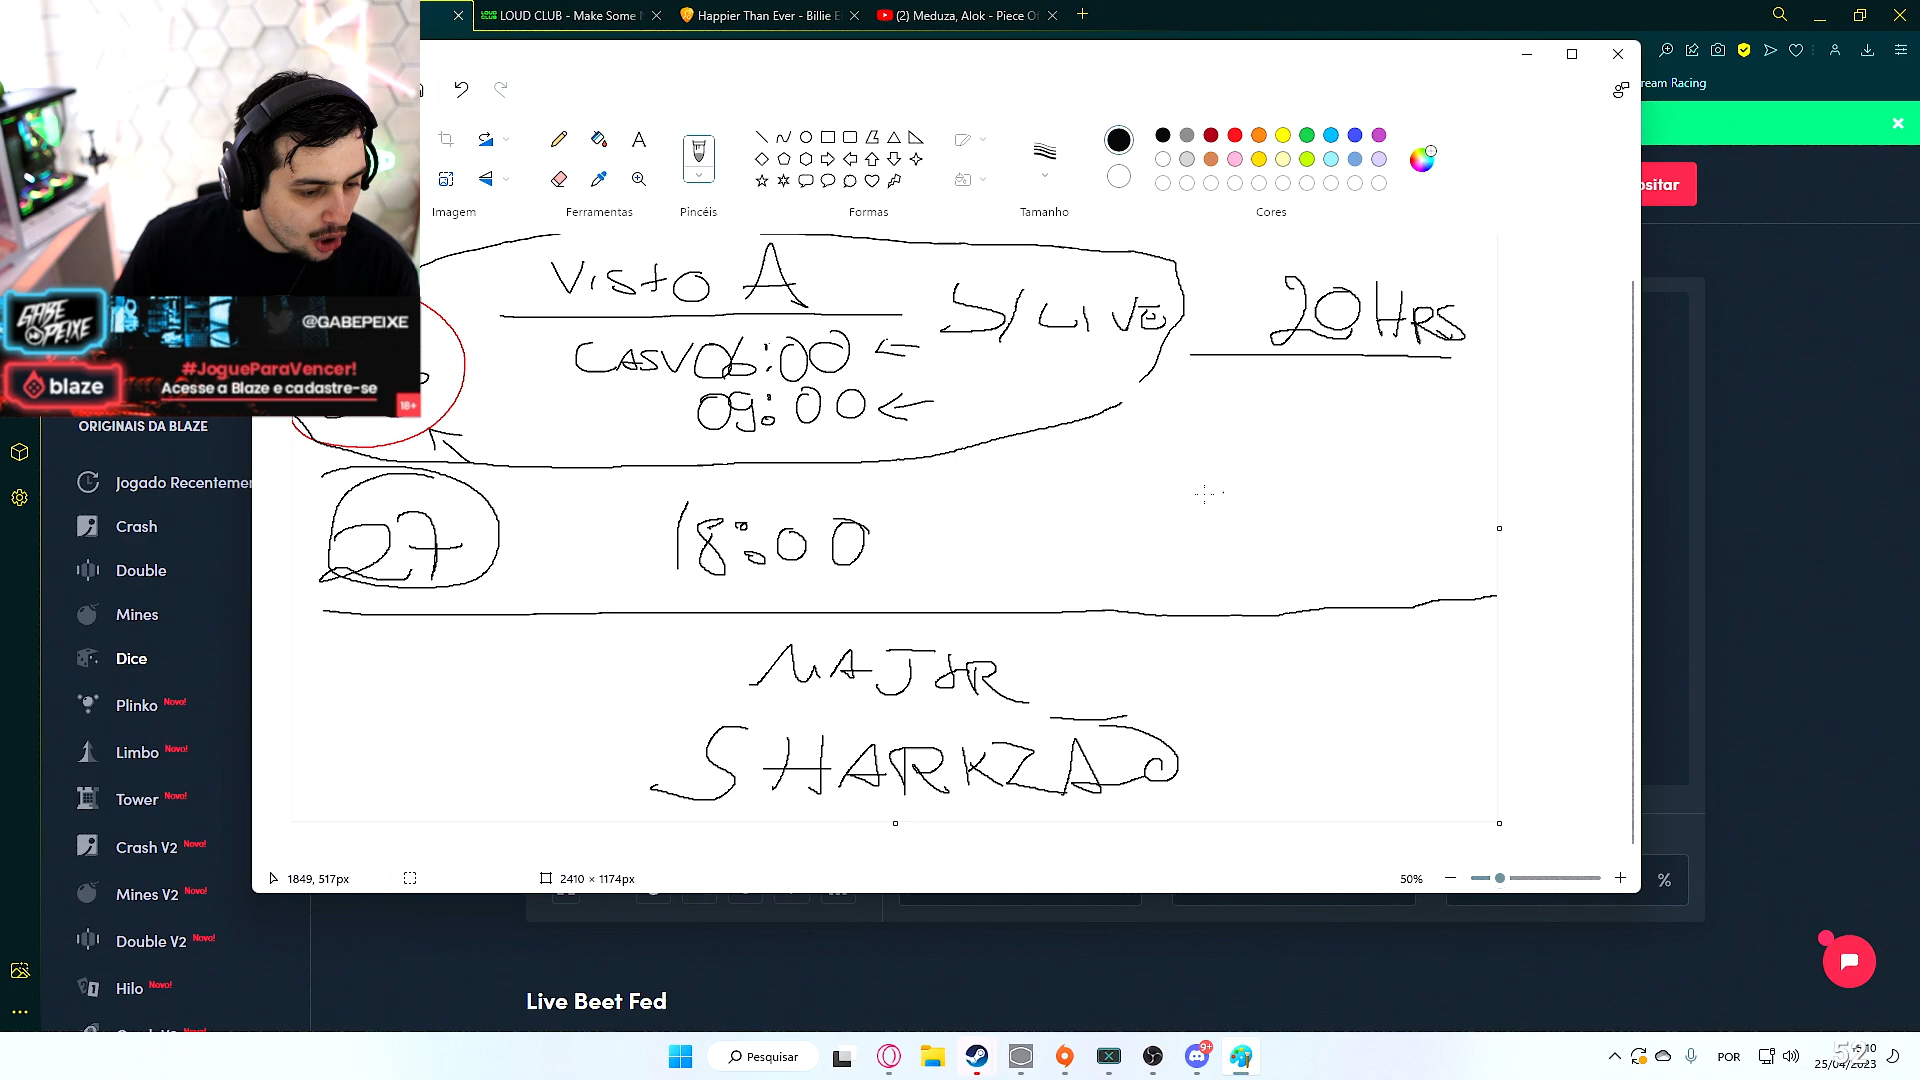 LOUD CLUB - Make Some N
Happier Than Ever - Billie E
(2) Meduza, Alok - Piece O
ream Racing
ositar
Imagem
Ferramentas
Pincéis
Formas
Tamanho
Cores
VISTO A
S/ LIVE
20 HRS
CASV 06:00 ←
09:00 ←
27
18:00
MAJOR
SHARKZÃO
GABE PEIXE
@GABEPEIXE
blaze
#JogueParaVencer!
Acesse a Blaze e cadastre-se
18+
ORIGINAIS DA BLAZE
Jogado Recentemen
Crash
Double
Mines
Dice
Plinko Novo!
Limbo Novo!
Tower Novo!
Crash V2 Novo!
Mines V2 Novo!
Double V2 Novo!
Hilo Novo!
1849, 517px
2410 × 1174px
50%
%
Live Beet Fed
Pesquisar
9+
POR
25/04/2023